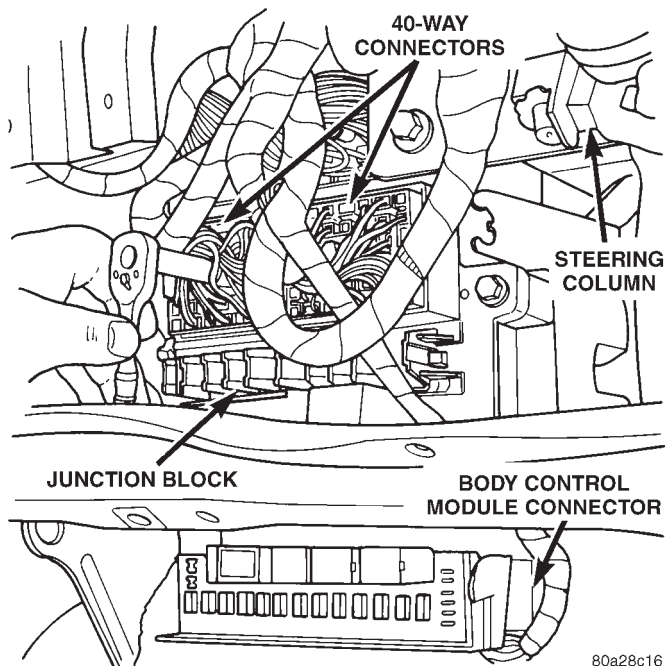 40-WAY
CONNECTORS
STEERING
COLUMN
JUNCTION BLOCK
BODY CONTROL
MODULE CONNECTOR
80a28c16